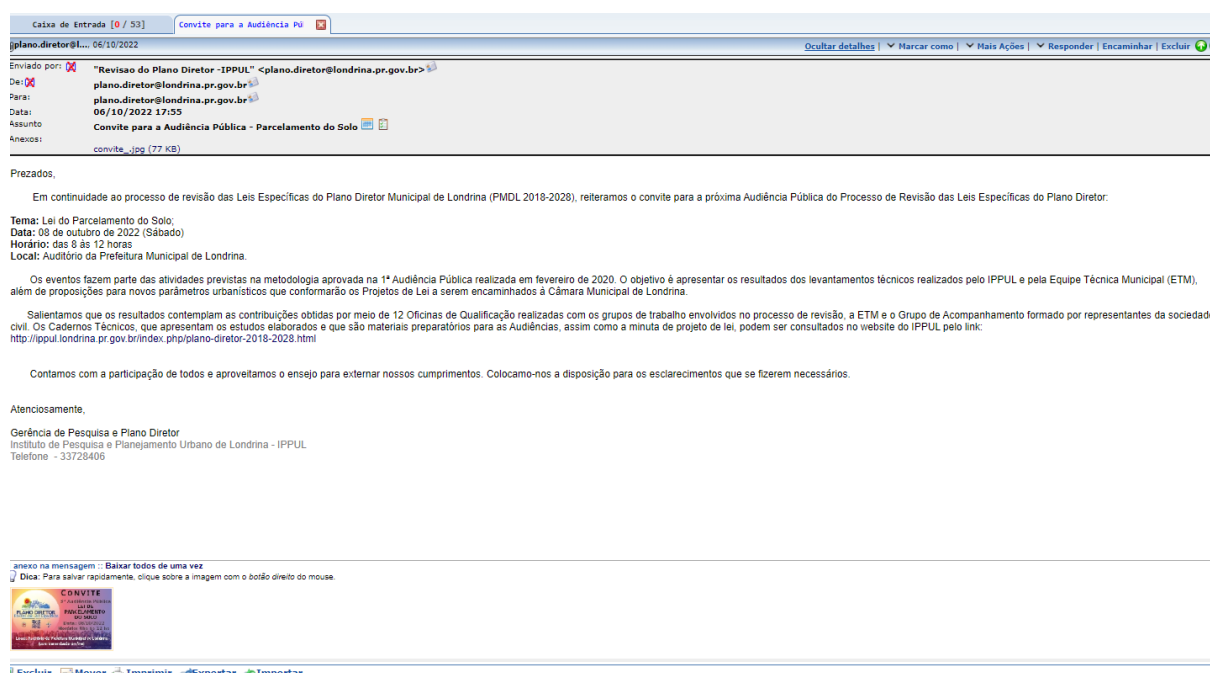 Caixa de Entrada [0 / 53] Convite para a Audiência Pú
plano.diretor@l... 06/10/2022 Ocultar detalhes | Marcar como | Mais Ações | Responder | Encaminhar | Excluir
Enviado por: "Revisao do Plano Diretor -IPPUL" <plano.diretor@londrina.pr.gov.br>
De: plano.diretor@londrina.pr.gov.br
Para: plano.diretor@londrina.pr.gov.br
Data: 06/10/2022 17:55
Assunto Convite para a Audiência Pública - Parcelamento do Solo
Anexos:
convite_.jpg (77 KB)
Prezados,
Em continuidade ao processo de revisão das Leis Específicas do Plano Diretor Municipal de Londrina (PMDL 2018-2028), reiteramos o convite para a próxima Audiência Pública do Processo de Revisão das Leis Específicas do Plano Diretor:
Tema: Lei do Parcelamento do Solo;
Data: 08 de outubro de 2022 (Sábado)
Horário: das 8 ás 12 horas
Local: Auditório da Prefeitura Municipal de Londrina.
Os eventos fazem parte das atividades previstas na metodologia aprovada na 1ª Audiência Pública realizada em fevereiro de 2020. O objetivo é apresentar os resultados dos levantamentos técnicos realizados pelo IPPUL e pela Equipe Técnica Municipal (ETM),
além de proposições para novos parâmetros urbanísticos que conformarão os Projetos de Lei a serem encaminhados à Câmara Municipal de Londrina.
Salientamos que os resultados contemplam as contribuições obtidas por meio de 12 Oficinas de Qualificação realizadas com os grupos de trabalho envolvidos no processo de revisão, a ETM e o Grupo de Acompanhamento formado por representantes da sociedade
civil. Os Cadernos Técnicos, que apresentam os estudos elaborados e que são materiais preparatórios para as Audiências, assim como a minuta de projeto de lei, podem ser consultados no website do IPPUL pelo link:
http://ippul.londrina.pr.gov.br/index.php/plano-diretor-2018-2028.html
Contamos com a participação de todos e aproveitamos o ensejo para externar nossos cumprimentos. Colocamo-nos a disposição para os esclarecimentos que se fizerem necessários.
Atenciosamente,
Gerência de Pesquisa e Plano Diretor
Instituto de Pesquisa e Planejamento Urbano de Londrina - IPPUL
Telefone - 33728406
anexo na mensagem :: Baixar todos de uma vez
Dica: Para salvar rapidamente, clique sobre a imagem com o botão direito do mouse.
CONVITE
PLANO DIRETOR
LEI DE
PARCELAMENTO
DO SOLO
Excluir Mover Imprimir Exportar Importar